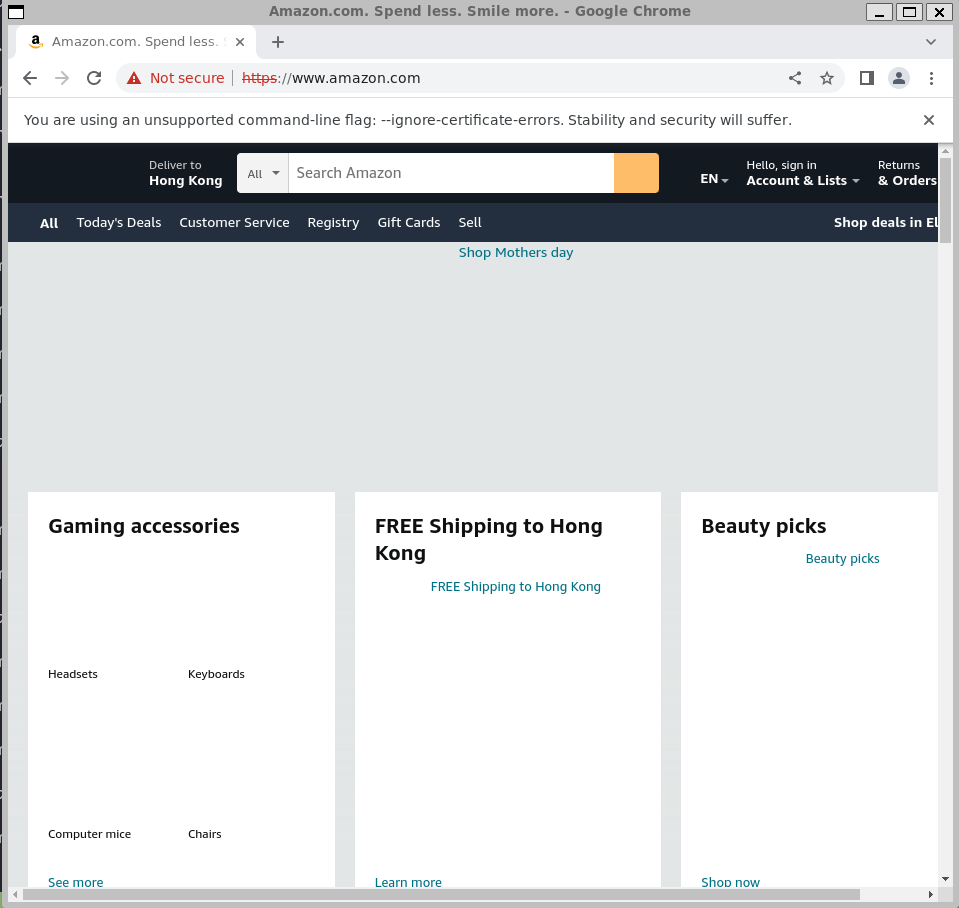 Amazon.com. Spend less. Smile more. - Google Chrome
Amazon.com. Spend less.
Not secure https://www.amazon.com
You are using an unsupported command-line flag: --ignore-certificate-errors. Stability and security will suffer.
Deliver to
Hong Kong
All
Search Amazon
EN
Hello, sign in
Account & Lists
Returns
& Orders
All
Today's Deals
Customer Service
Registry
Gift Cards
Sell
Shop deals in El
Shop Mothers day
Gaming accessories
Headsets
Keyboards
Computer mice
Chairs
See more
FREE Shipping to Hong
Kong
FREE Shipping to Hong Kong
Learn more
Beauty picks
Beauty picks
Shop now